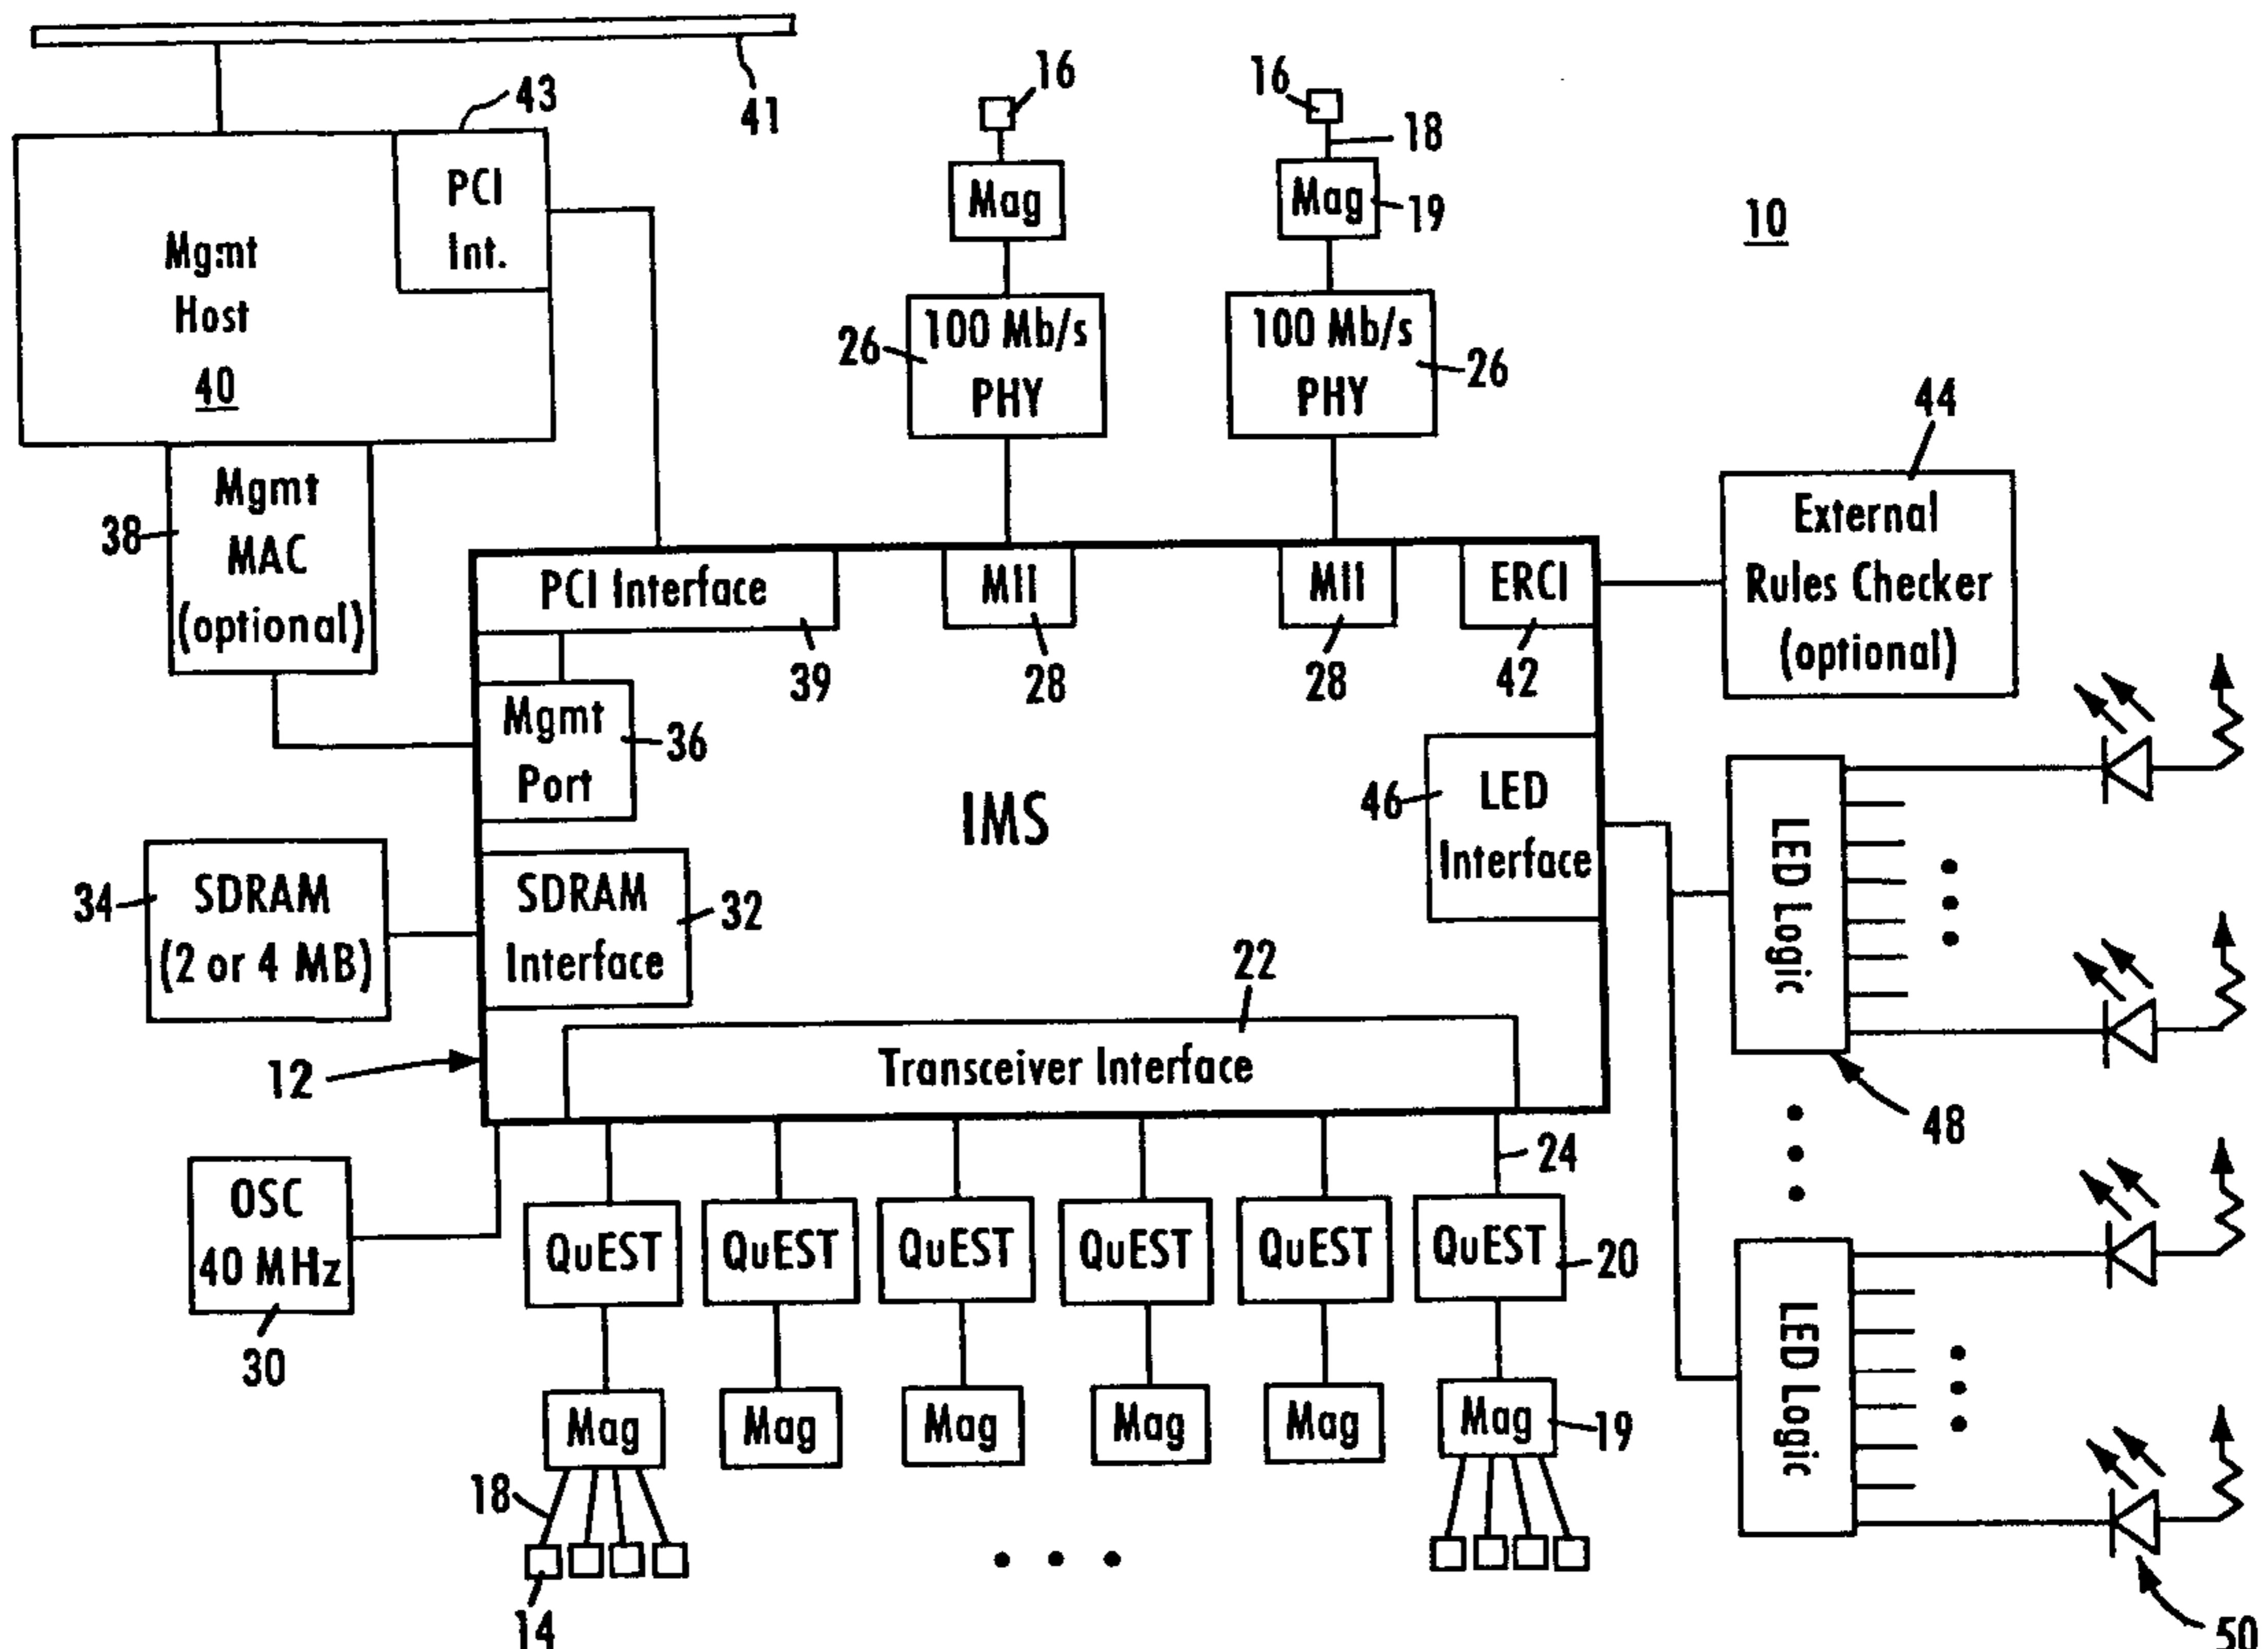 41
43
PCI
Int.
Mgmt
Host
40
16
16
18
Mag
Mag
19
10
100 Mb/s
PHY
26
100 Mb/s
PHY
26
44
External
Rules Checker
(optional)
Mgmt
MAC
(optional)
38
PCI Interface
39
MII
28
MII
28
ERCI
42
Mgmt
Port
36
IMS
46
LED
Interface
LED Logic
48
34
SDRAM
(2 or 4 MB)
SDRAM
Interface
32
22
Transceiver Interface
12
24
OSC
40 MHz
30
QuEST
QuEST
QuEST
QuEST
QuEST
QuEST
20
Mag
Mag
Mag
Mag
Mag
Mag
19
18
14
LED Logic
50